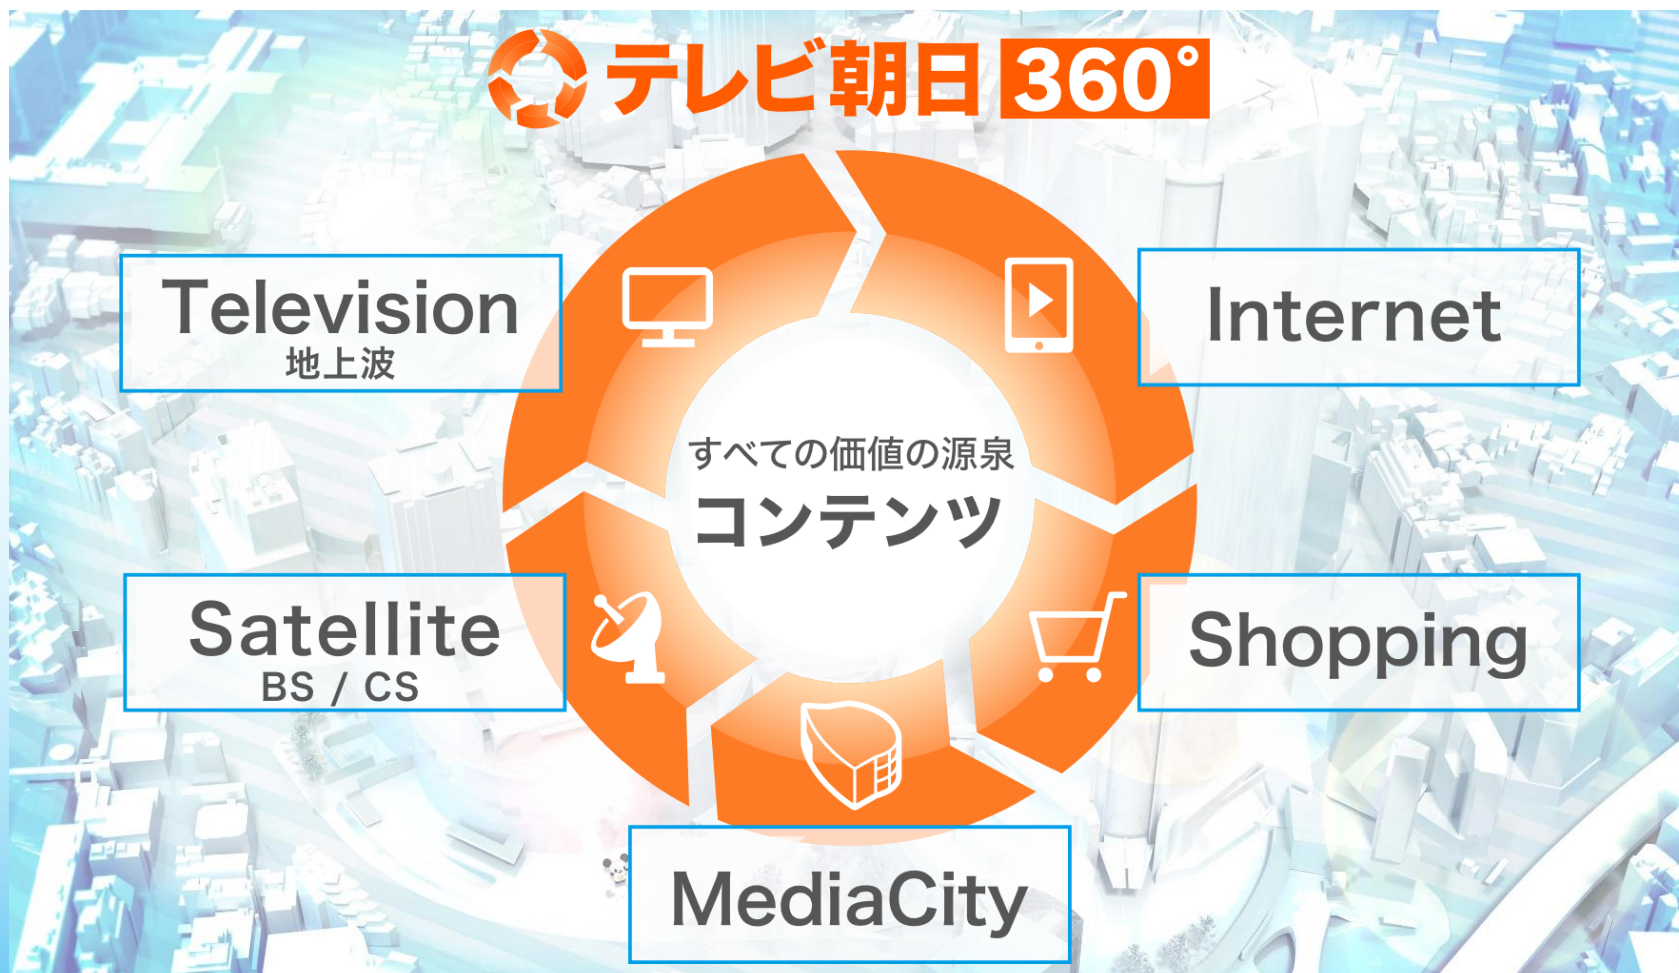 テレビ朝日 360°
Television
地上波
Internet
すべての価値の源泉
コンテンツ
Satellite
BS / CS
Shopping
MediaCity